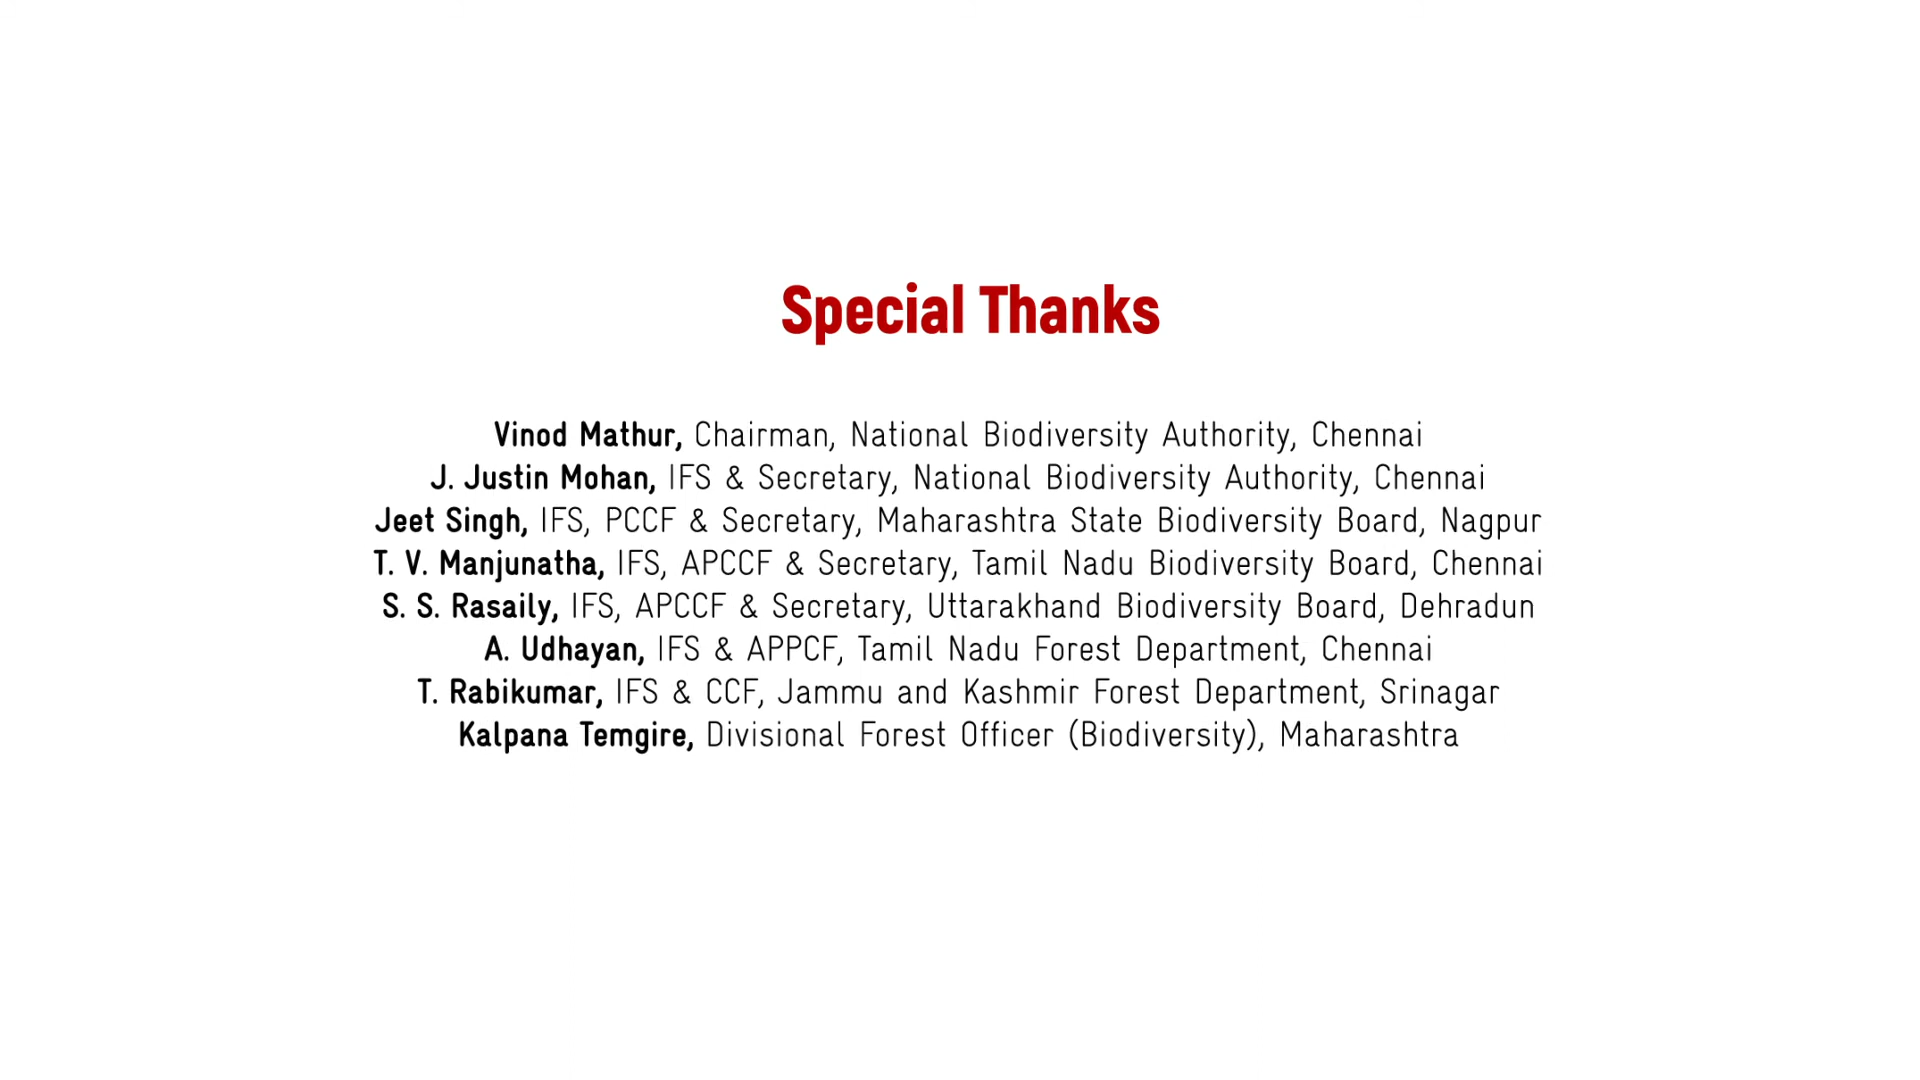 Special Thanks
Vinod Mathur, Chairman, National Biodiversity Authority, Chennai
J. Justin Mohan, IFS & Secretary, National Biodiversity Authority, Chennai
Jeet Singh, IFS, PCCF & Secretary, Maharashtra State Biodiversity Board, Nagpur
T. V. Manjunatha, IFS, APCCF & Secretary, Tamil Nadu Biodiversity Board, Chennai
S. S. Rasaily, IFS, APCCF & Secretary, Uttarakhand Biodiversity Board, Dehradun
A. Udhayan, IFS & APPCF, Tamil Nadu Forest Department, Chennai
T. Rabikumar, IFS & CCF, Jammu and Kashmir Forest Department, Srinagar
Kalpana Temgire, Divisional Forest Officer (Biodiversity), Maharashtra